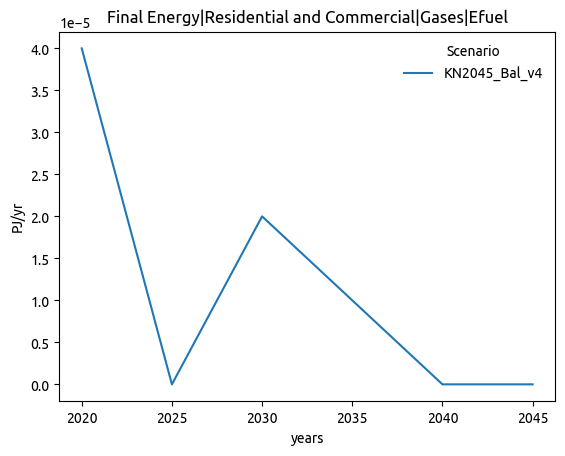 Final Energy|Residential and Commercial|Gases|Efuel
1e−5
4.0
3.5
3.0
2.5
2.0
1.5
1.0
0.5
0.0
PJ/yr
Scenario
KN2045_Bal_v4
2020 2025 2030 2035 2040 2045
years